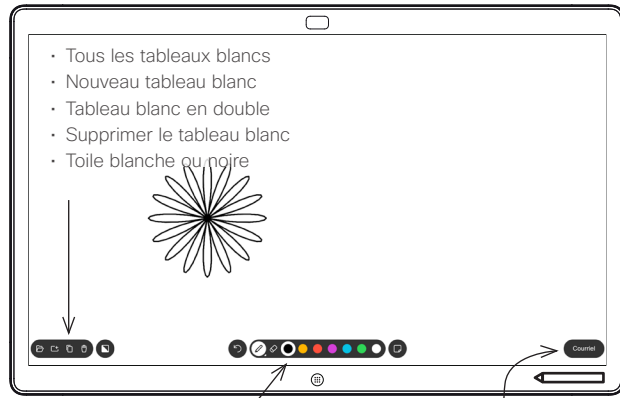 • Tous les tableaux blancs
• Nouveau tableau blanc
• Tableau blanc en double
• Supprimer le tableau blanc
• Toile blanche ou noire
Courriel